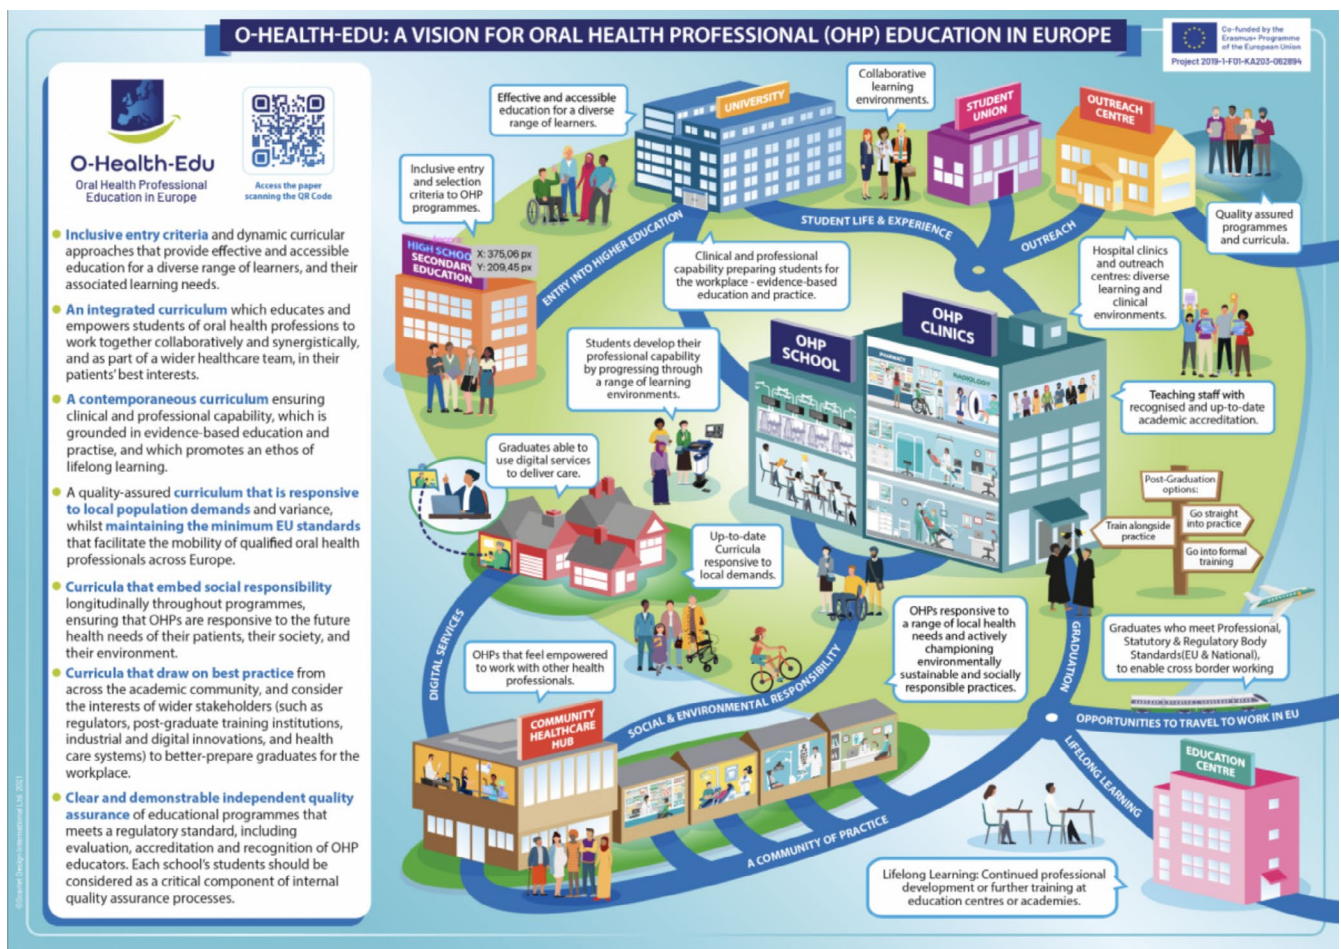 O-HEALTH-EDU: A VISION FOR ORAL HEALTH PROFESSIONAL (OHP) EDUCATION IN EUROPE
Co-funded by the
Erasmus+ Programme
of the European Union
Project 2019-1-F01-KA203-062894
O-Health-Edu
Oral Health Professional
Education in Europe
Access the paper
scanning the QR Code
Inclusive entry criteria and dynamic curricular
approaches that provide effective and accessible
education for a diverse range of learners, and their
associated learning needs.
An integrated curriculum which educates and
empowers students of oral health professions to
work together collaboratively and synergistically,
and as part of a wider healthcare team, in their
patients' best interests.
A contemporaneous curriculum ensuring
clinical and professional capability, which is
grounded in evidence-based education and
practise, and which promotes an ethos of
lifelong learning.
A quality-assured curriculum that is responsive
to local population demands and variance,
whilst maintaining the minimum EU standards
that facilitate the mobility of qualified oral health
professionals across Europe.
Curricula that embed social responsibility
longitudinally throughout programmes,
ensuring that OHPs are responsive to the future
health needs of their patients, their society, and
their environment.
Curricula that draw on best practice from
across the academic community, and consider
the interests of wider stakeholders (such as
regulators, post-graduate training institutions,
industrial and digital innovations, and health
care systems) to better-prepare graduates for the
workplace.
Clear and demonstrable independent quality
assurance of educational programmes that
meets a regulatory standard, including
evaluation, accreditation and recognition of OHP
educators. Each school's students should be
considered as a critical component of internal
quality assurance processes.
Effective and accessible
education for a diverse
range of learners.
UNIVERSITY
Collaborative
learning
environments.
STUDENT
UNION
OUTREACH
CENTRE
Inclusive entry
and selection
criteria to OHP
programmes.
HIGH SCHOO
SECONDARY
EDUCATION
X: 375,06 px
Y: 209,45 px
ENTRY INTO HIGHER EDUCATION
STUDENT LIFE & EXPERIENCE
OUTREACH
Quality assured
programmes
and curricula.
Clinical and professional
capability preparing students for
the workplace - evidence-based
education and practice.
Hospital clinics
and outreach
centres: diverse
learning and
clinical
environments.
Students develop their
professional capability
by progressing through
a range of learning
environments.
OHP
SCHOOL
OHP
CLINICS
PHARMACY
RADIOLOGY
Teaching staff with
recognised and up-to-date
academic accreditation.
Graduates able to
use digital services
to deliver care.
Post-Graduation
options:
Go straight
into practice
Train alongside
practice
Go into formal
training
Up-to-date
Curricula
responsive to
local demands.
DIGITAL SERVICES
OHPs responsive to
a range of local health
needs and actively
championing
environmentally
sustainable and socially
responsible practices.
GRADUATION
Graduates who meet Professional,
Statutory & Regulatory Body
Standards(EU & National),
to enable cross border working
OHPs that feel empowered
to work with other health
professionals.
SOCIAL & ENVIRONMENTAL RESPONSIBILITY
COMMUNITY
HEALTHCARE
HUB
OPPORTUNITIES TO TRAVEL TO WORK IN EU
LIFELONG LEARNING
EDUCATION
CENTRE
A COMMUNITY OF PRACTICE
Lifelong Learning: Continued professional
development or further training at
education centres or academies.